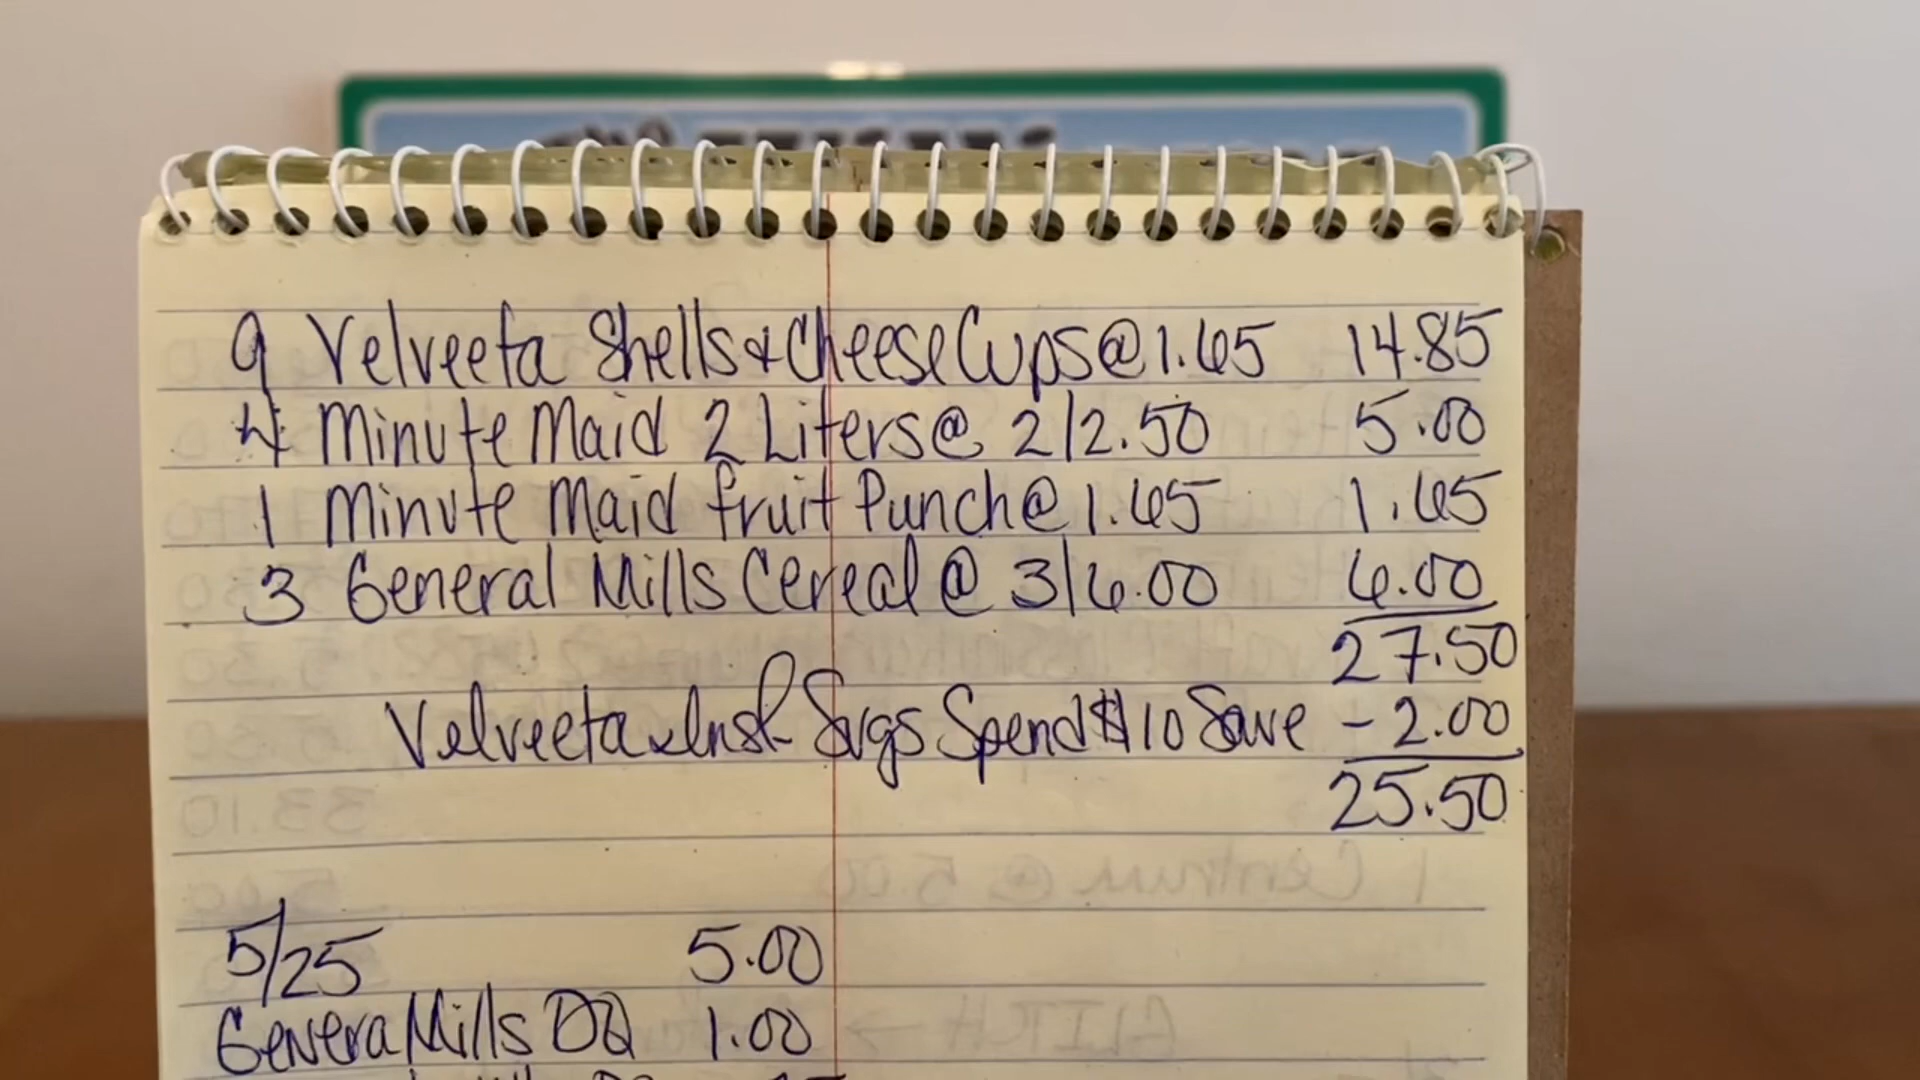 9 Velveeta Shells & Cheese Cups @ 1.65 14.85
4 Minute Maid 2 Liters @ 2/2.50 5.00
1 Minute Maid Fruit Punch @ 1.65 1.65
3 General Mills Cereal @ 3/6.00 6.00
27.50
Velveeta Inst Svgs Spend $10 Save - 2.00
25.50
5/25 5.00
General Mills DQ 1.00